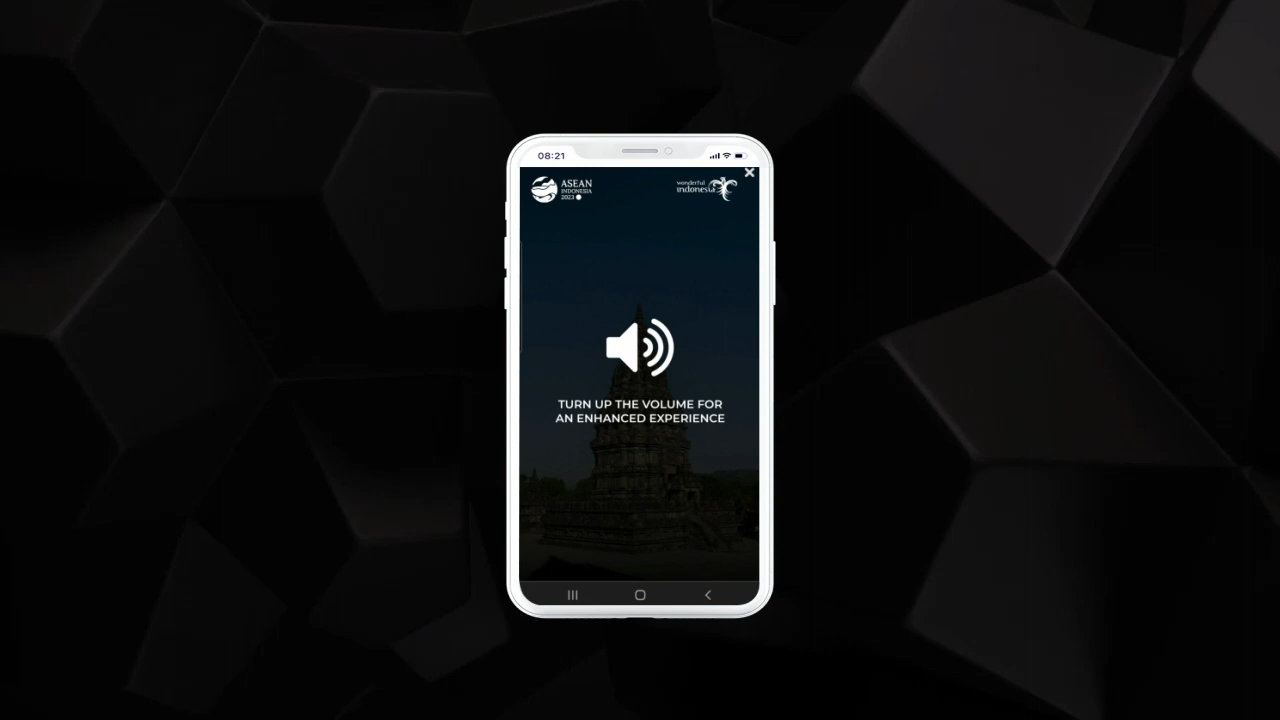 08:21
ASEAN
INDONESIA
2023
wonderful
indonesia
TURN UP THE VOLUME FOR
AN ENHANCED EXPERIENCE